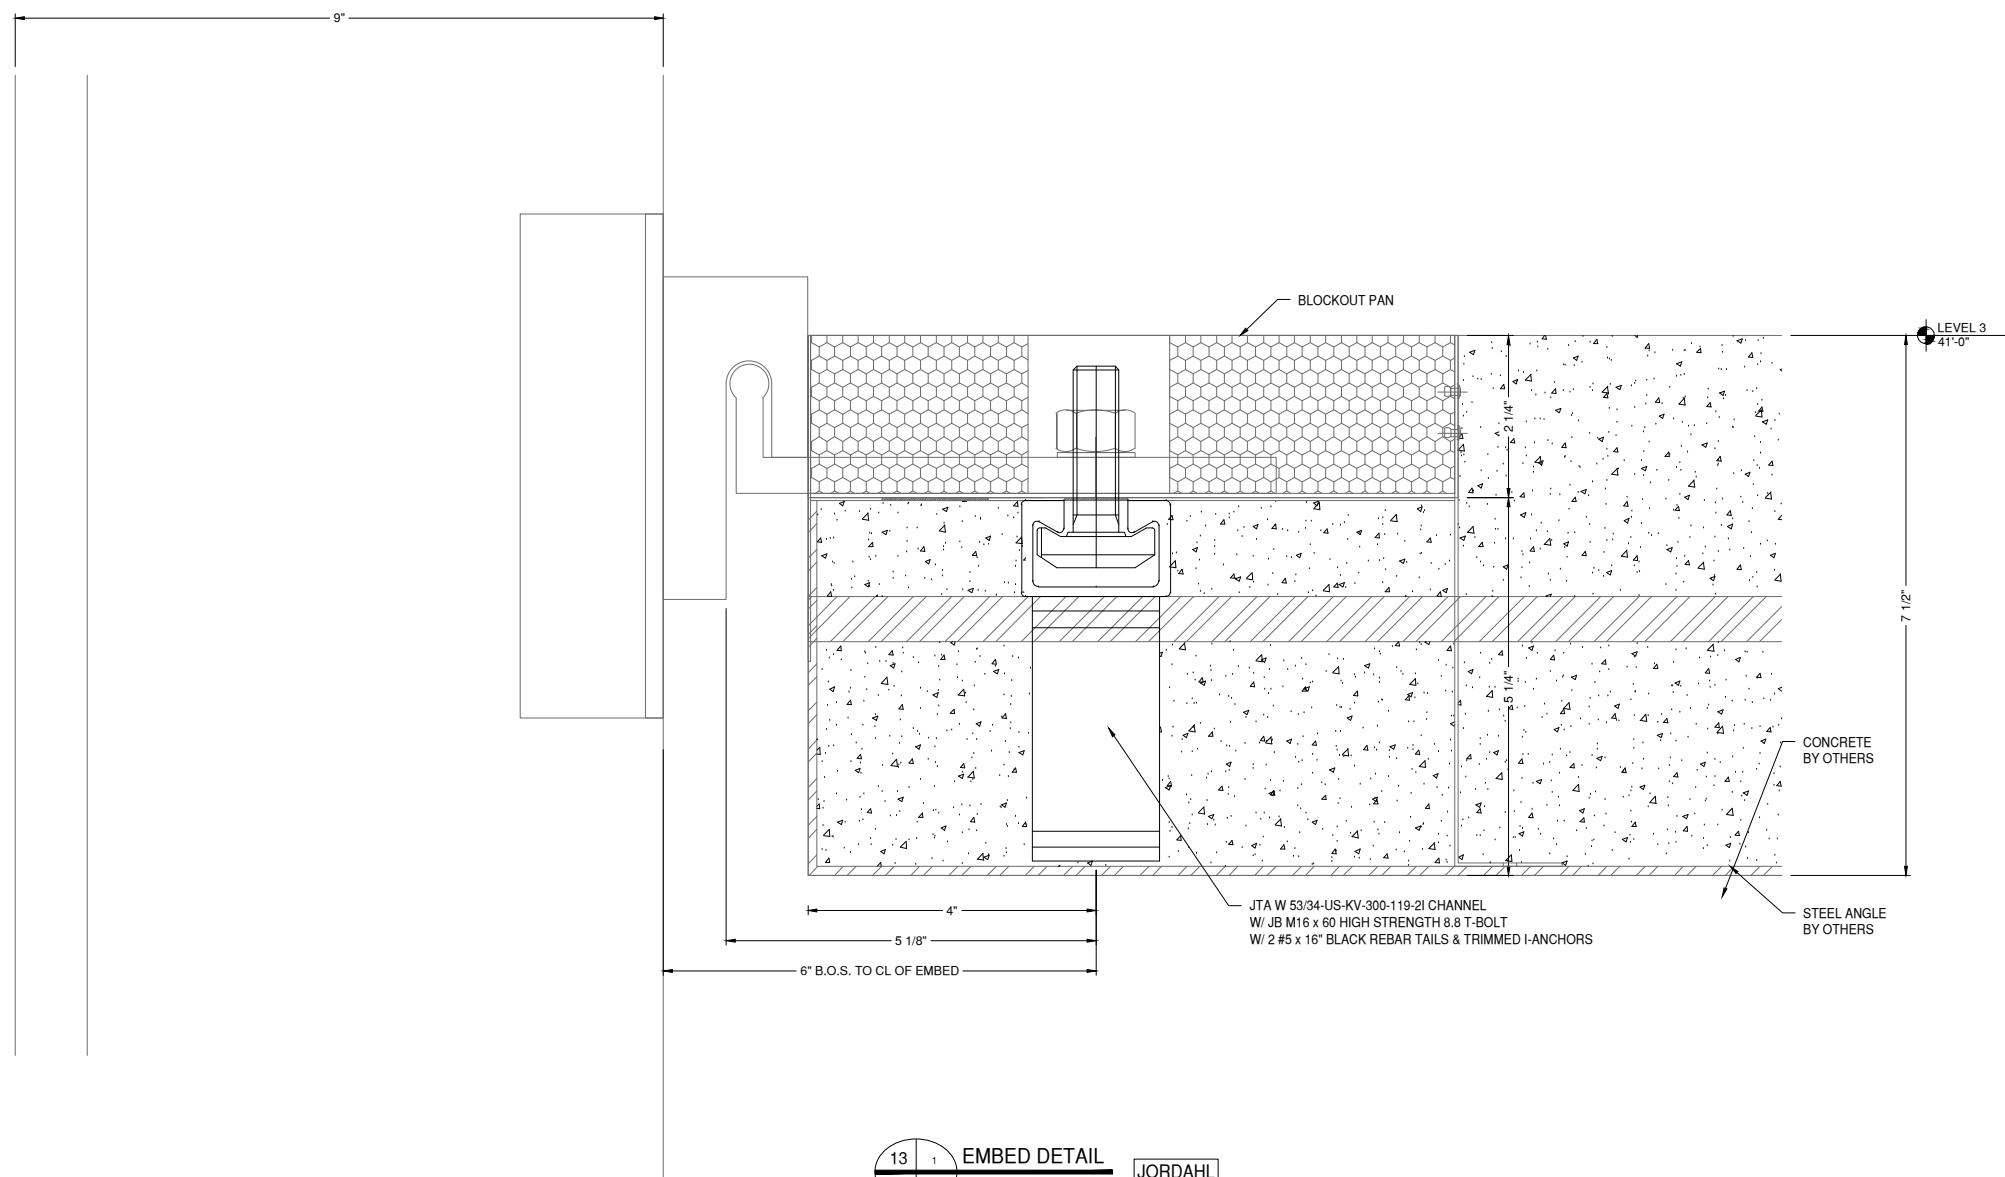 9"
BLOCKOUT PAN
LEVEL 3
41'-0"
2 1/4"
7 1/2"
5 1/4"
CONCRETE
BY OTHERS
4"
JTA W 53/34-US-KV-300-119-2I CHANNEL
W/ JB M16 x 60 HIGH STRENGTH 8.8 T-BOLT
W/ 2 #5 x 16" BLACK REBAR TAILS & TRIMMED I-ANCHORS
STEEL ANGLE
BY OTHERS
5 1/8"
6" B.O.S. TO CL OF EMBED
13 1 EMBED DETAIL
JORDAHL